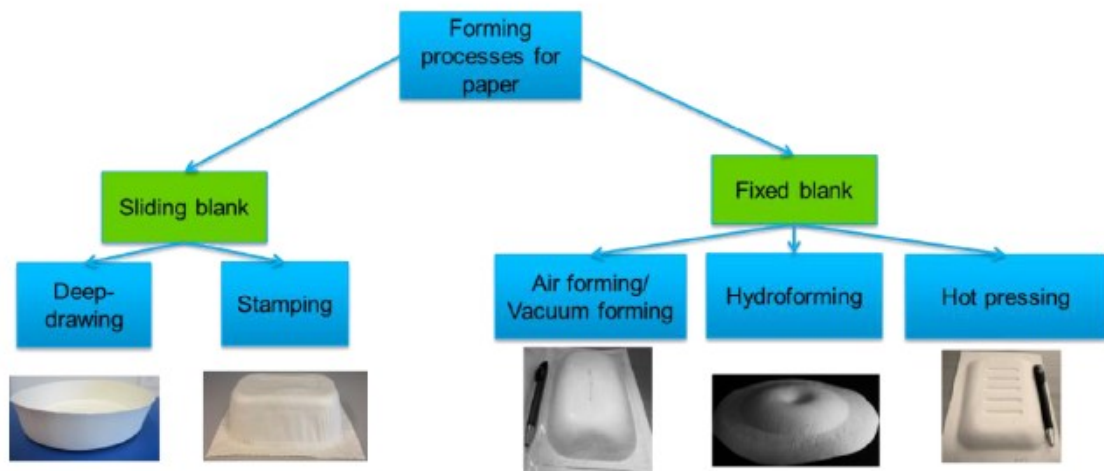 Forming
processes for
paper
Sliding blank
Fixed blank
Deep-
drawing
Stamping
Air forming/
Vacuum forming
Hydroforming
Hot pressing